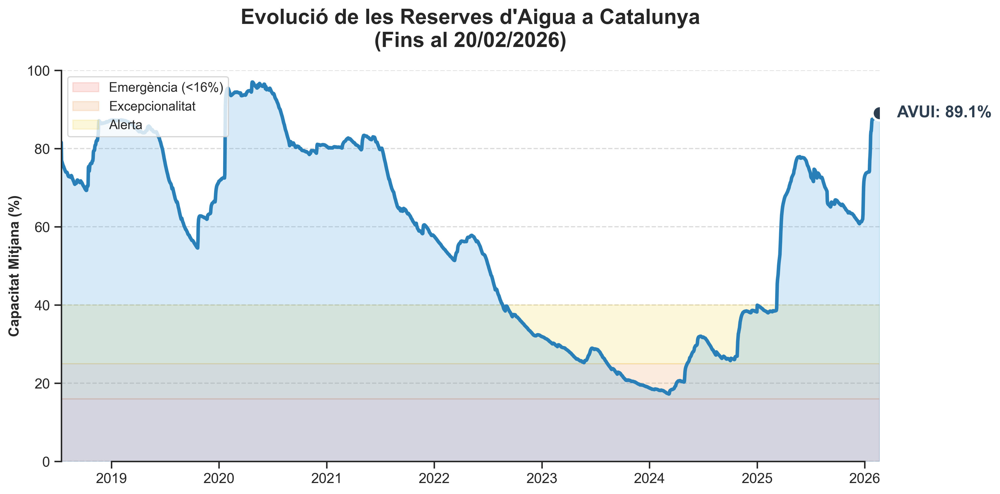 Evolució de les Reserves d'Aigua a Catalunya
(Fins al 20/02/2026)
Capacitat Mitjana (%)
100
80
60
40
20
0
Emergència (<16%)
Excepcionalitat
Alerta
AVUI: 89.1%
2019
2020
2021
2022
2023
2024
2025
2026